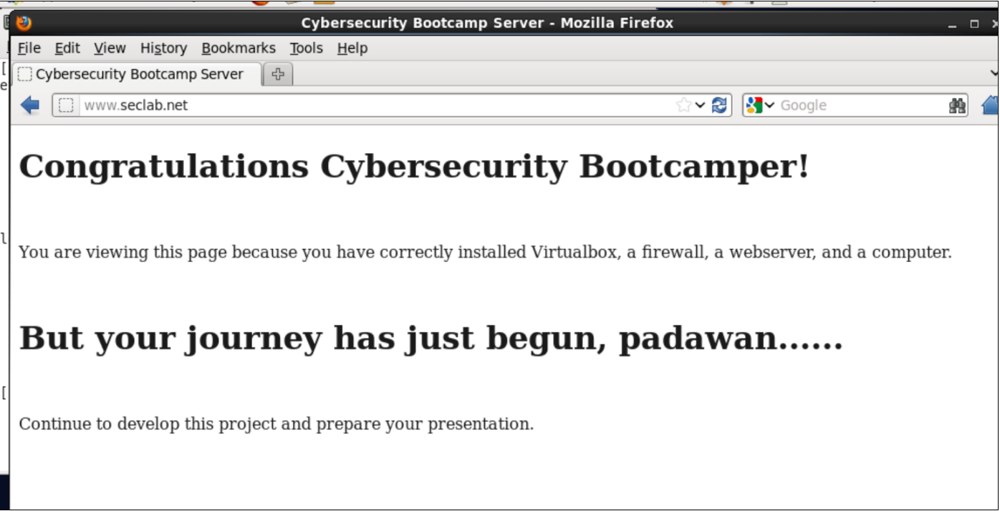 Cybersecurity Bootcamp Server - Mozilla Firefox
File Edit View History Bookmarks Tools Help
Cybersecurity Bootcamp Server
www.seclab.net Google
Congratulations Cybersecurity Bootcamper!
You are viewing this page because you have correctly installed Virtualbox, a firewall, a webserver, and a computer.
But your journey has just begun, padawan......
Continue to develop this project and prepare your presentation.